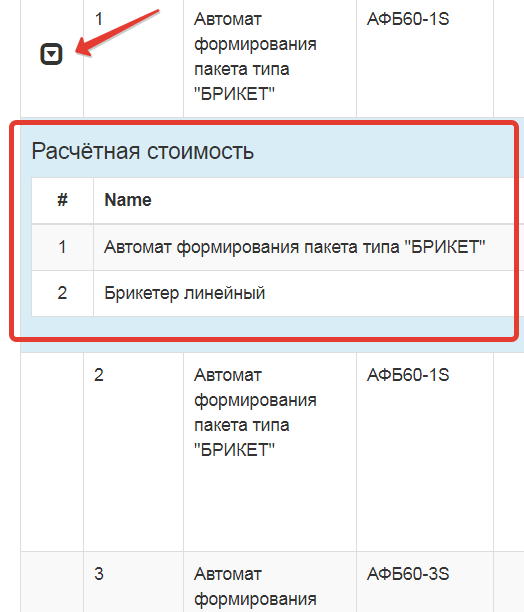 1 Автомат АФБ60-1S
формирования
пакета типа
"БРИКЕТ"
Расчётная стоимость
# Name
1 Автомат формирования пакета типа "БРИКЕТ"
2 Брикетер линейный
2 Автомат АФБ60-1S
формирования
пакета типа
"БРИКЕТ"
3 Автомат АФБ60-3S
формирования